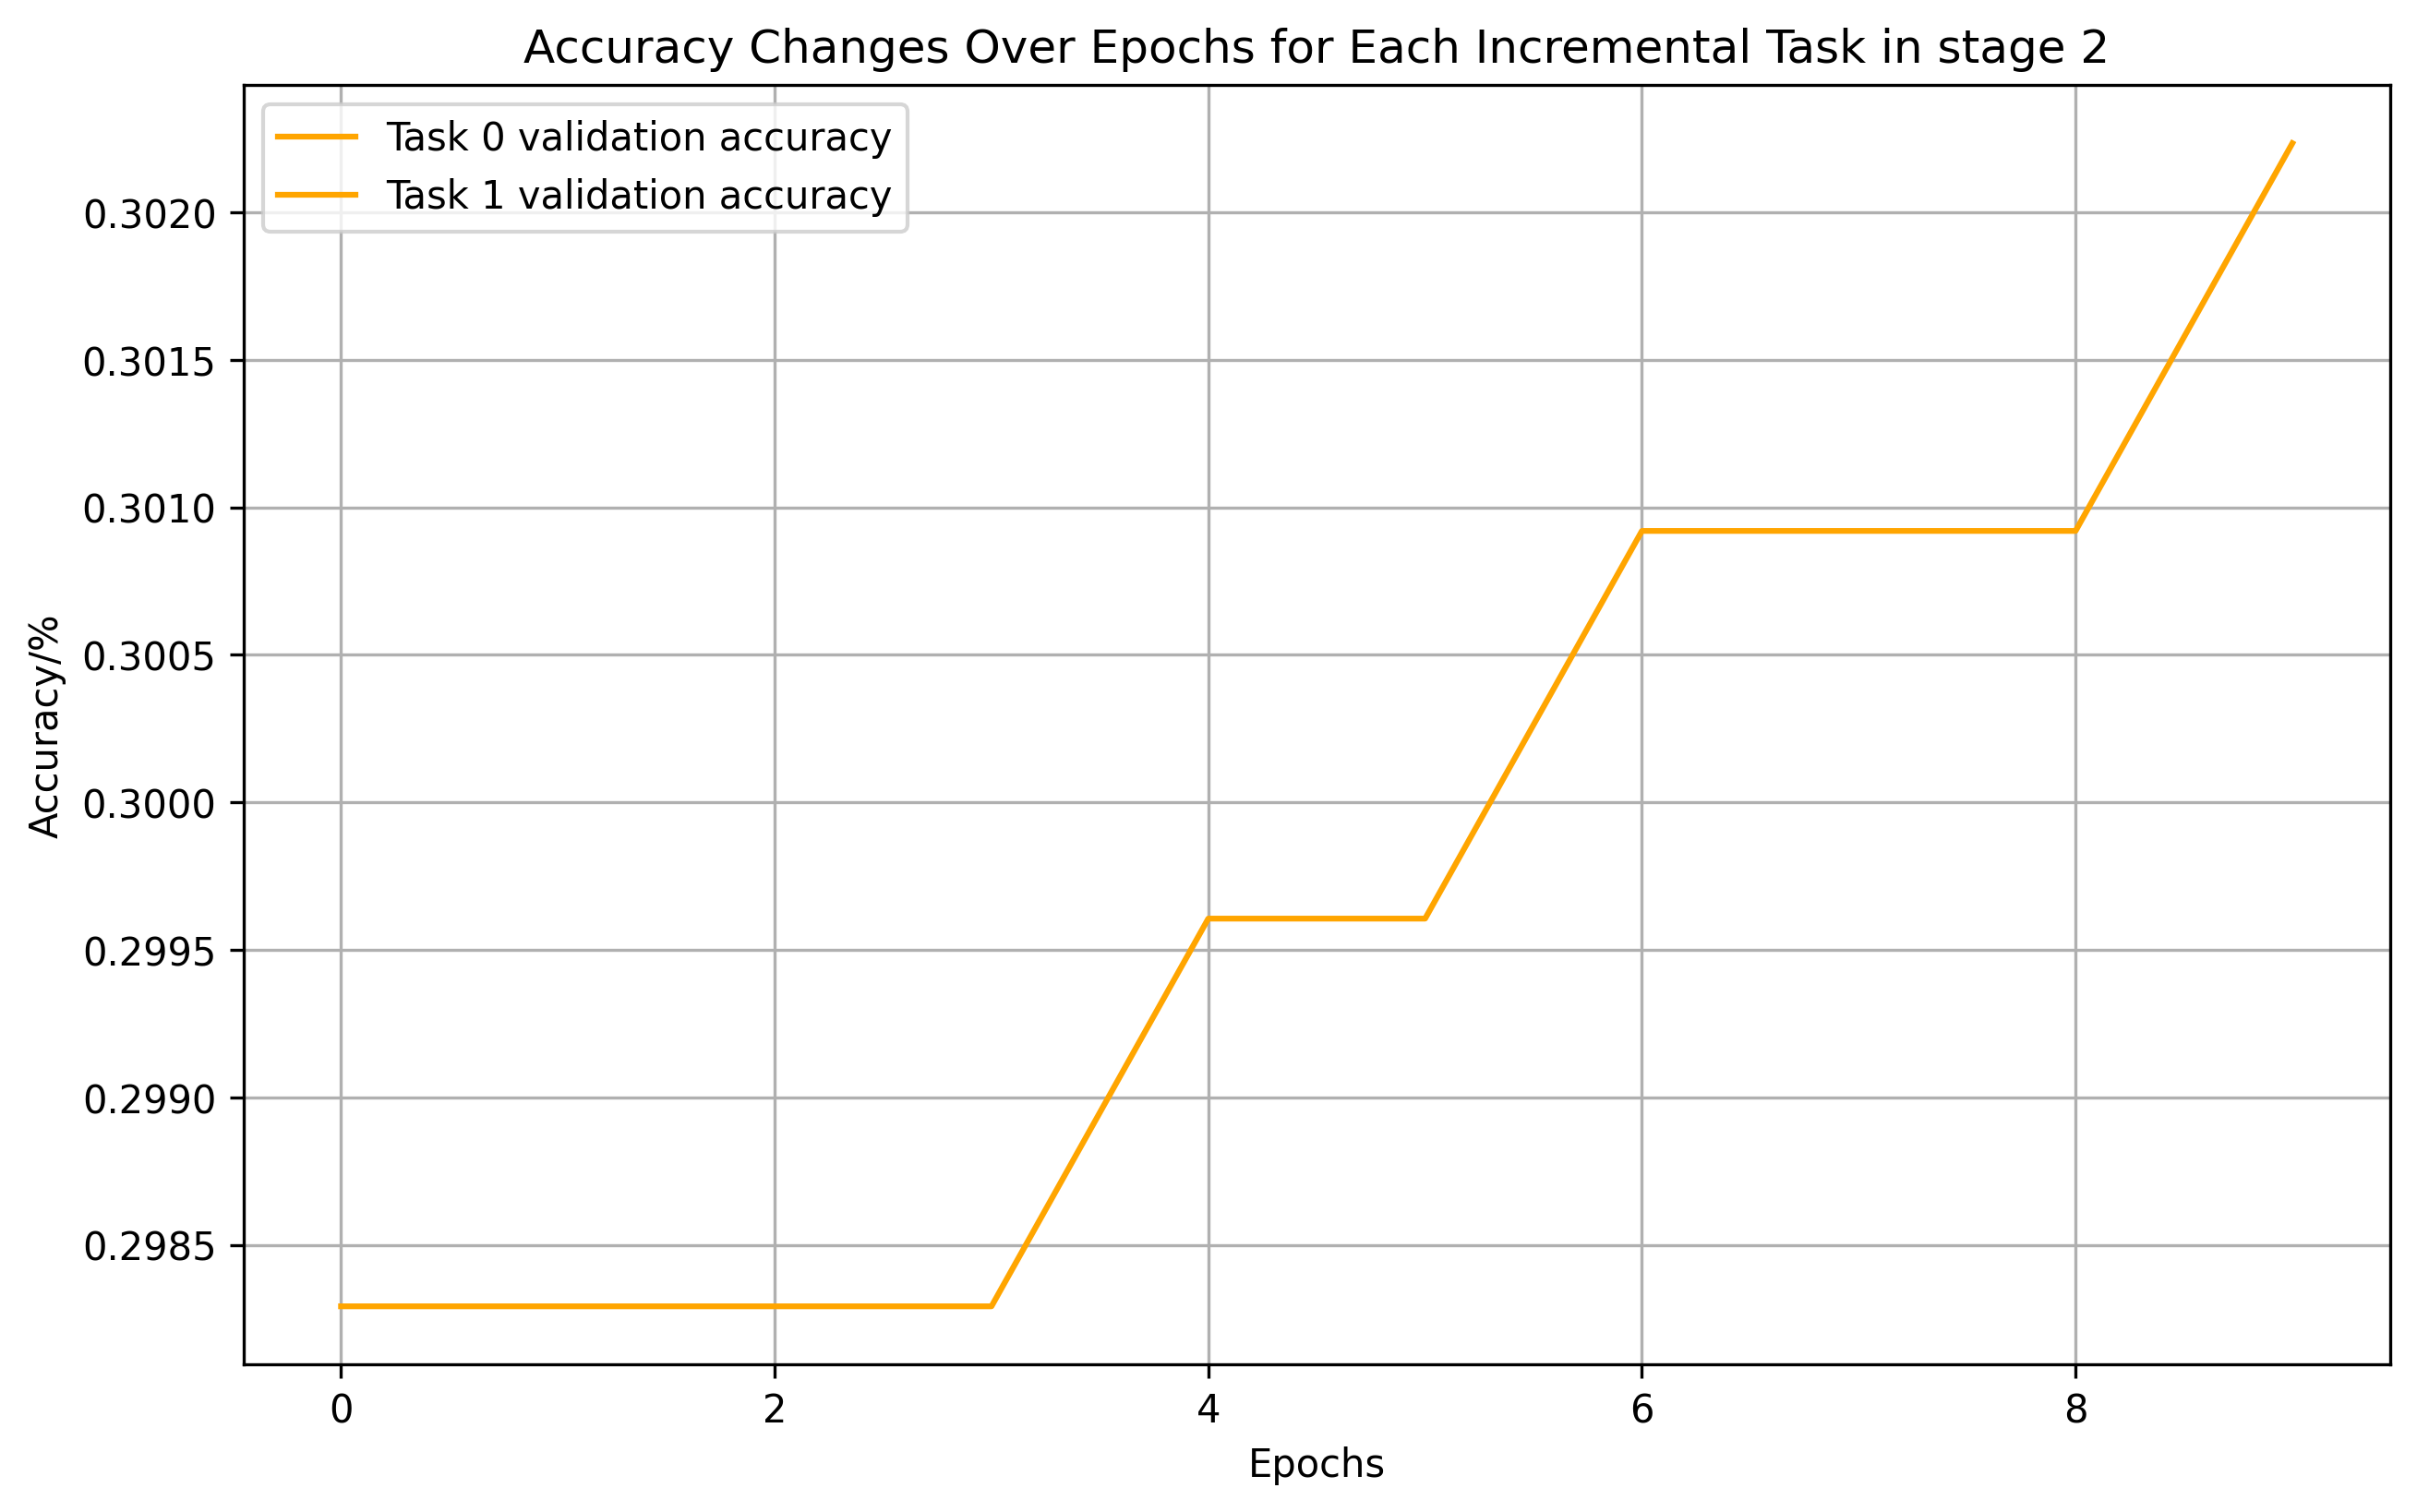 Accuracy Changes Over Epochs for Each Incremental Task in stage 2
Task 0 validation accuracy
Task 1 validation accuracy
0.3020
0.3015
0.3010
0.3005
0.3000
0.2995
0.2990
0.2985
Accuracy/%
0 2 4 6 8
Epochs